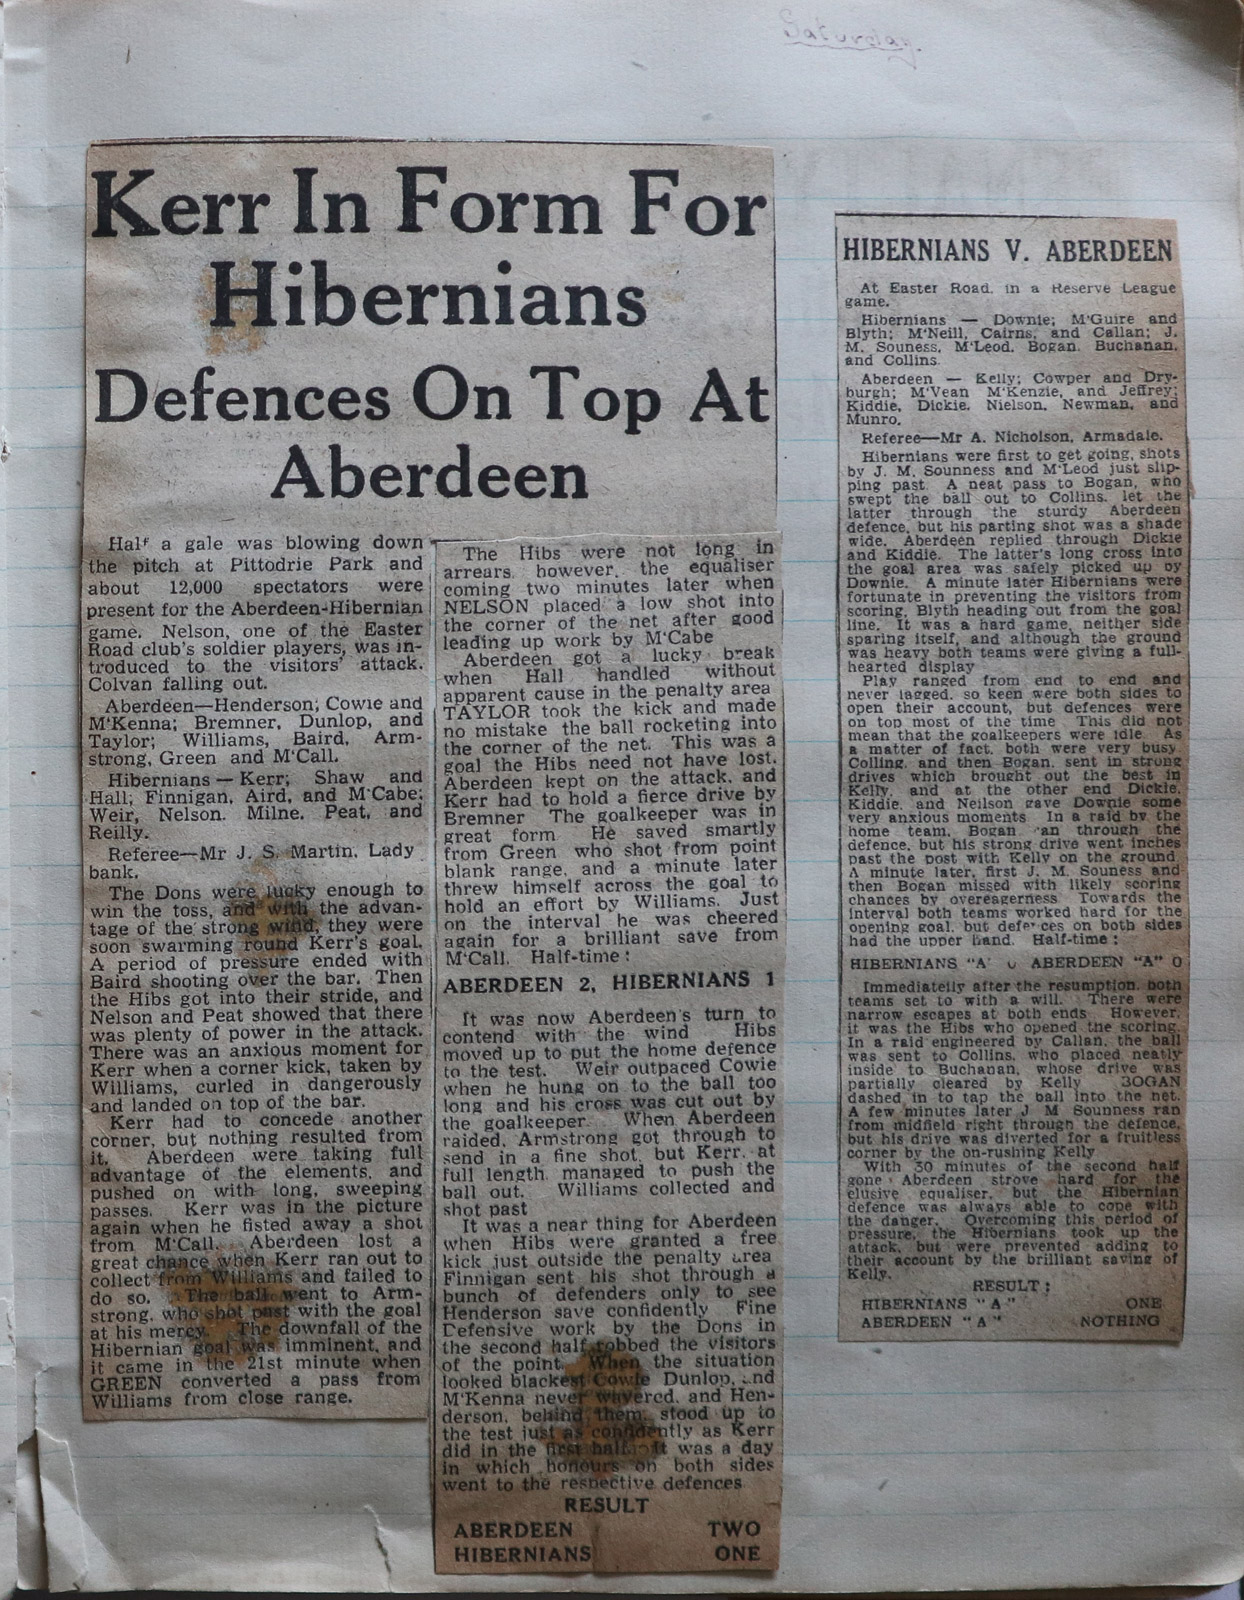 Saturday.
Kerr In Form For
Hibernians
Defences On Top At
Aberdeen
Half a gale was blowing down
the pitch at Pittodrie Park and
about 12,000 spectators were
present for the Aberdeen-Hibernian
game. Nelson, one of the Easter
Road club's soldier players, was in-
troduced to the visitors' attack.
Colvan falling out.
Aberdeen—Henderson; Cowie and
M'Kenna; Bremner, Dunlop, and
Taylor; Williams, Baird, Arm-
strong, Green and M'Call.
Hibernians — Kerr; Shaw and
Hall; Finnigan, Aird, and M'Cabe;
Weir, Nelson, Milne, Peat, and
Reilly.
Referee—Mr J. S. Martin, Lady
bank.
The Dons were lucky enough to
win the toss, and with the advan-
tage of the strong wind, they were
soon swarming round Kerr's goal.
A period of pressure ended with
Baird shooting over the bar. Then
the Hibs got into their stride, and
Nelson and Peat showed that there
was plenty of power in the attack.
There was an anxious moment for
Kerr when a corner kick, taken by
Williams, curled in dangerously
and landed on top of the bar.
Kerr had to concede another
corner, but nothing resulted from
it. Aberdeen were taking full
advantage of the elements, and
pushed on with long, sweeping
passes. Kerr was in the picture
again when he fisted away a shot
from M'Call. Aberdeen lost a
great chance when Kerr ran out to
collect from Williams and failed to
do so. The ball went to Arm-
strong, who shot past with the goal
at his mercy. The downfall of the
Hibernian goal was imminent, and
it came in the 21st minute when
GREEN converted a pass from
Williams from close range.
The Hibs were not long in
arrears, however, the equaliser
coming two minutes later when
NELSON placed a low shot into
the corner of the net after good
leading up work by M'Cabe
Aberdeen got a lucky break
when Hall handled without
apparent cause in the penalty area
TAYLOR took the kick and made
no mistake the ball rocketing into
the corner of the net. This was a
goal the Hibs need not have lost.
Aberdeen kept on the attack, and
Kerr had to hold a fierce drive by
Bremner The goalkeeper was in
great form He saved smartly
from Green who shot from point
blank range, and a minute later
threw himself across the goal to
hold an effort by Williams. Just
on the interval he was cheered
again for a brilliant save from
M'Call. Half-time:
ABERDEEN 2, HIBERNIANS 1
It was now Aberdeen's turn to
contend with the wind Hibs
moved up to put the home defence
to the test. Weir outpaced Cowie
when he hung on to the ball too
long and his cross was cut out by
the goalkeeper. When Aberdeen
raided, Armstrong got through to
send in a fine shot, but Kerr, at
full length, managed to push the
ball out. Williams collected and
shot past
It was a near thing for Aberdeen
when Hibs were granted a free
kick just outside the penalty area
Finnigan sent his shot through a
bunch of defenders only to see
Henderson save confidently Fine
Defensive work by the Dons in
the second half robbed the visitors
of the point. When the situation
looked blackest Cowie Dunlop, and
M'Kenna never wavered, and Hen-
derson, behind them, stood up to
the test just as confidently as Kerr
did in the first half. It was a day
in which honours on both sides
went to the respective defences
RESULT
ABERDEEN TWO
HIBERNIANS ONE
HIBERNIANS V. ABERDEEN
At Easter Road, in a Reserve League
game.
Hibernians — Downie; M'Guire and
Blyth; M'Neill, Cairns, and Callan; J.
M. Souness, M'Leod, Bogan, Buchanan,
and Collins.
Aberdeen — Kelly; Cowper and Dry-
burgh; M'Vean M'Kenzie, and Jeffrey;
Kiddie, Dickie, Nielson, Newman, and
Munro.
Referee—Mr A. Nicholson, Armadale.
Hibernians were first to get going, shots
by J. M. Sounness and M'Leod just slip-
ping past. A neat pass to Bogan, who
swept the ball out to Collins, let the
latter through the sturdy Aberdeen
defence, but his parting shot was a shade
wide. Aberdeen replied through Dickie
and Kiddie. The latter's long cross into
the goal area was safely picked up by
Downie. A minute later Hibernians were
fortunate in preventing the visitors from
scoring, Blyth heading out from the goal
line. It was a hard game, neither side
sparing itself, and although the ground
was heavy both teams were giving a full-
hearted display
Play ranged from end to end and
never lagged, so keen were both sides to
open their account, but defences were
on top most of the time This did not
mean that the goalkeepers were idle. As
a matter of fact, both were very busy.
Colling, and then Bogan, sent in strong
drives which brought out the best in
Kelly, and at the other end Dickie,
Kiddie, and Neilson gave Downie some
very anxious moments In a raid by the
home team, Bogan ran through the
defence, but his strong drive went inches
past the post with Kelly on the ground.
A minute later, first J. M. Souness and
then Bogan missed with likely scoring
chances by overeagerness Towards the
interval both teams worked hard for the
opening goal, but defences on both sides
had the upper hand. Half-time:
HIBERNIANS "A" 0 ABERDEEN "A" 0
Immediatelly after the resumption, both
teams set to with a will. There were
narrow escapes at both ends However,
it was the Hibs who opened the scoring.
In a raid engineered by Callan, the ball
was sent to Collins, who placed neatly
inside to Buchanan, whose drive was
partially cleared by Kelly BOGAN
dashed in to tap the ball into the net.
A few minutes later J M Sounness ran
from midfield right through the defence,
but his drive was diverted for a fruitless
corner by the on-rushing Kelly
With 30 minutes of the second half
gone Aberdeen strove hard for the
elusive equaliser, but the Hibernian
defence was always able to cope with
the danger. Overcoming this period of
pressure, the Hibernians took up the
attack, but were prevented adding to
their account by the brilliant saving of
Kelly.
RESULT:
HIBERNIANS "A" ONE
ABERDEEN "A" NOTHING